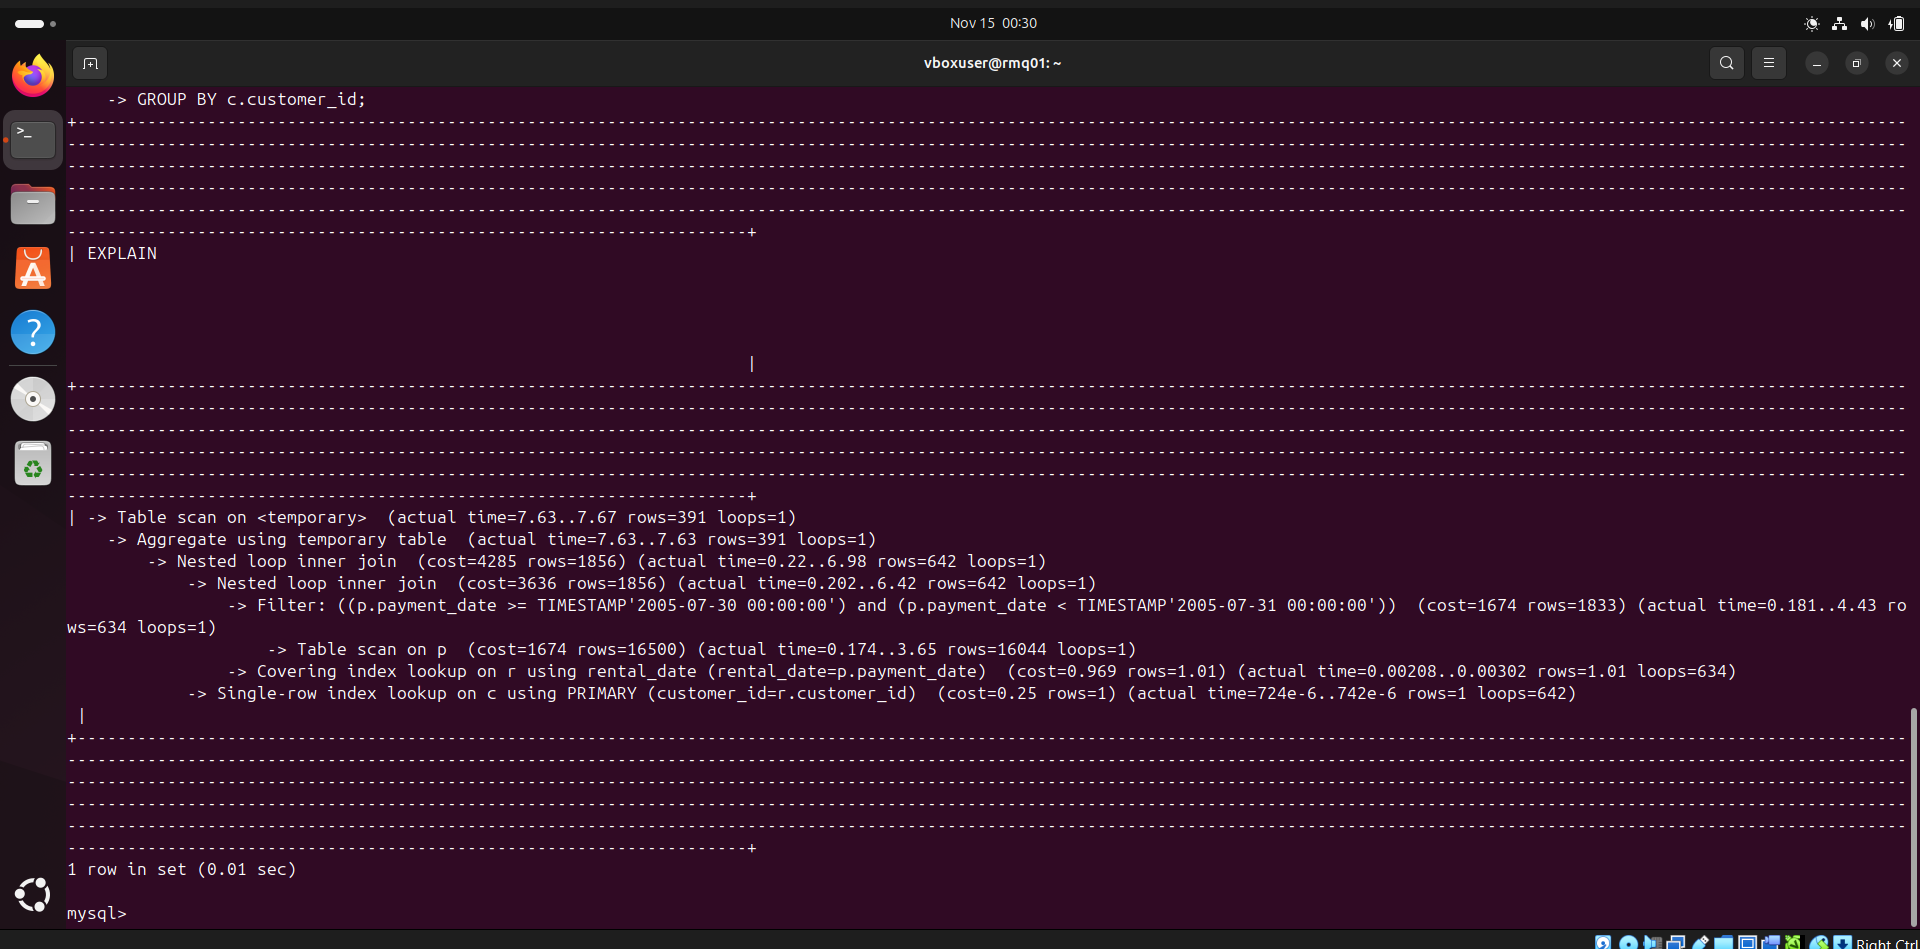 Nov 15 00:30
vboxuser@rmq01: ~
-> GROUP BY c.customer_id;
| EXPLAIN
|
| -> Table scan on <temporary>  (actual time=7.63..7.67 rows=391 loops=1)
-> Aggregate using temporary table  (actual time=7.63..7.63 rows=391 loops=1)
-> Nested loop inner join  (cost=4285 rows=1856) (actual time=0.22..6.98 rows=642 loops=1)
-> Nested loop inner join  (cost=3636 rows=1856) (actual time=0.202..6.42 rows=642 loops=1)
-> Filter: ((p.payment_date >= TIMESTAMP'2005-07-30 00:00:00') and (p.payment_date < TIMESTAMP'2005-07-31 00:00:00'))  (cost=1674 rows=1833) (actual time=0.181..4.43 ro
ws=634 loops=1)
-> Table scan on p  (cost=1674 rows=16500) (actual time=0.174..3.65 rows=16044 loops=1)
-> Covering index lookup on r using rental_date (rental_date=p.payment_date)  (cost=0.969 rows=1.01) (actual time=0.00208..0.00302 rows=1.01 loops=634)
-> Single-row index lookup on c using PRIMARY (customer_id=r.customer_id)  (cost=0.25 rows=1) (actual time=724e-6..742e-6 rows=1 loops=642)
|
1 row in set (0.01 sec)
mysql>
Right Ctrl